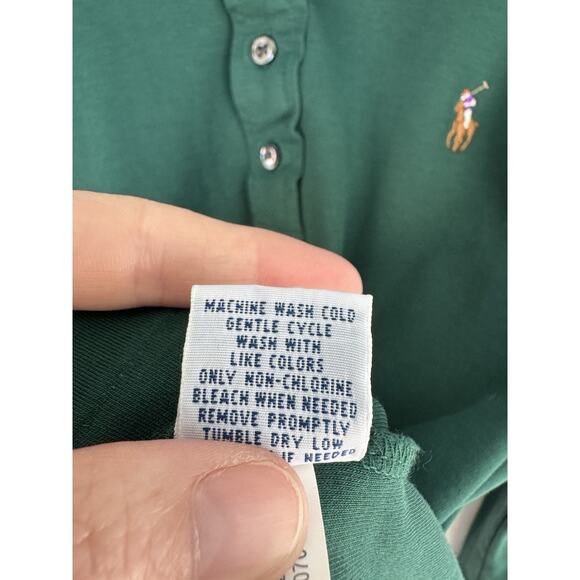 MACHINE WASH COLD
GENTLE CYCLE
WASH WITH
LIKE COLORS
ONLY NON-CHLORINE
BLEACH WHEN NEEDED
REMOVE PROMPTLY
TUMBLE DRY LOW
IF NEEDED